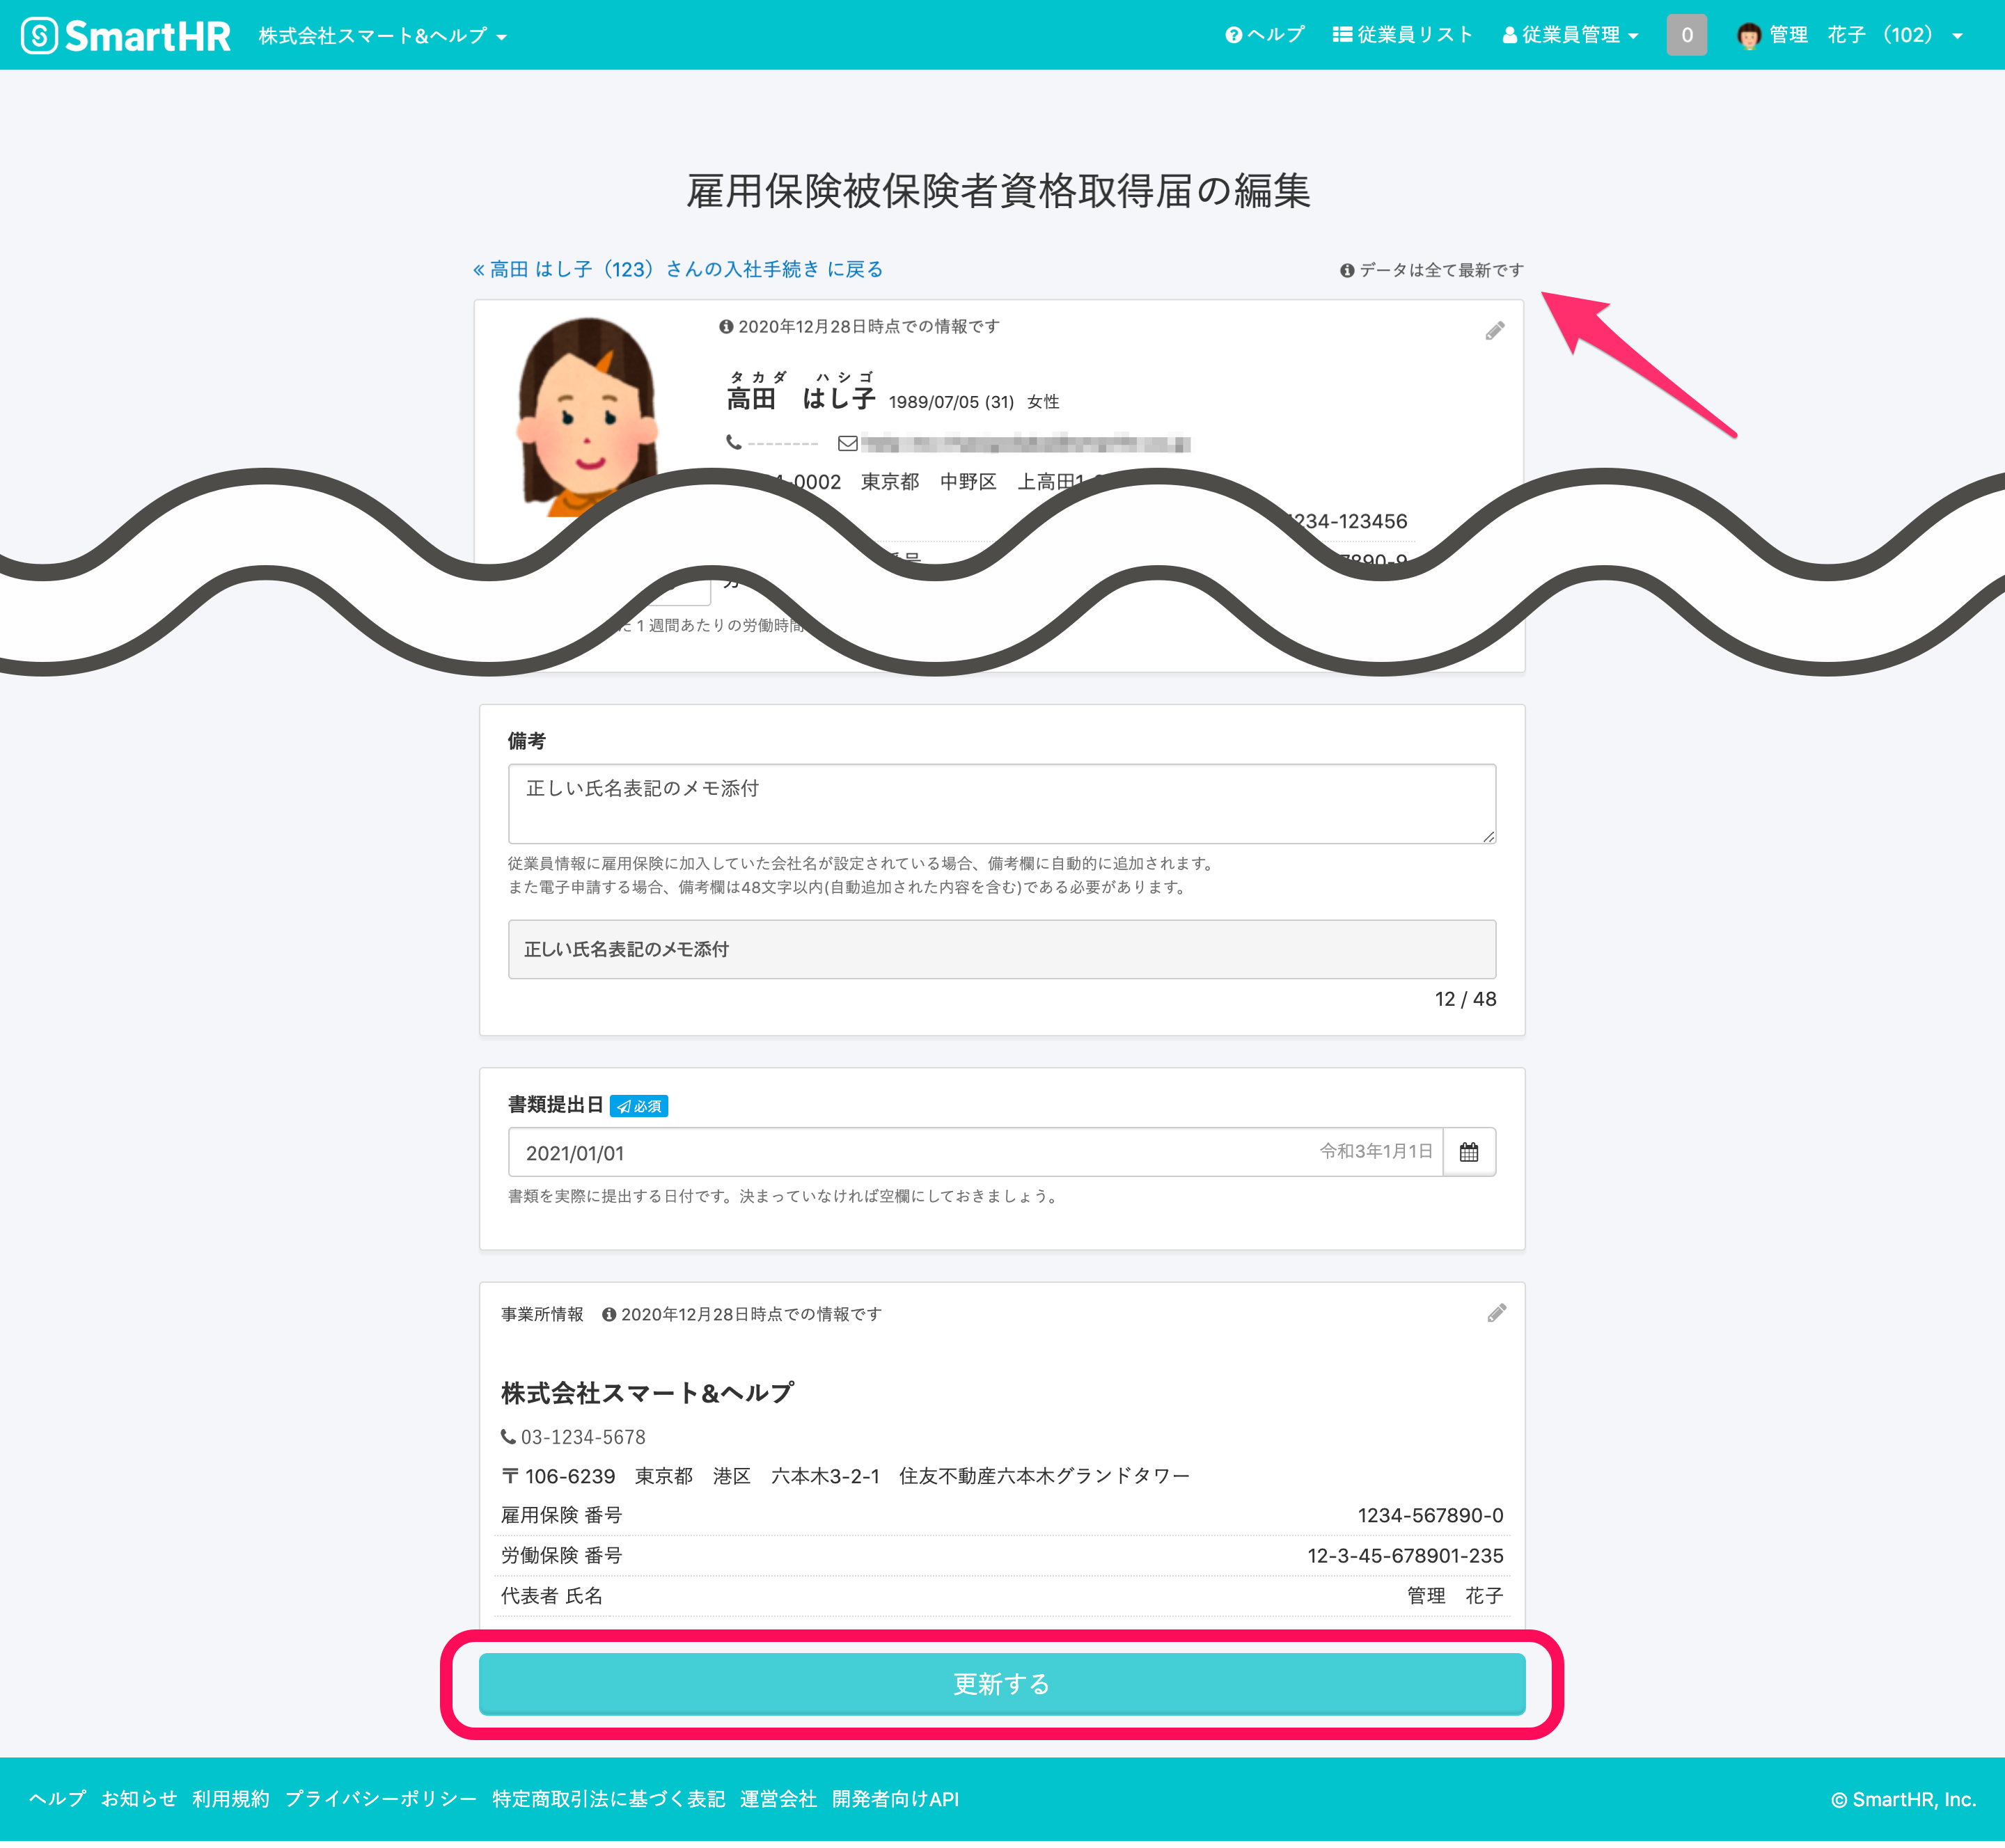 SmartHR 株式会社スマート&ヘルプ ヘルプ 従業員リスト 従業員管理 0 管理 花子 (102)
雇用保険被保険者資格取得届の編集
« 高田 はし子（123）さんの入社手続き に戻る データは全て最新です
2020年12月28日時点での情報です
タカダ ハシゴ
高田 はし子 1989/07/05 (31) 女性
--------
-0002 東京都 中野区 上高田1
234-123456
番号 7890-9
1 週間あたりの労働時間
備考
正しい氏名表記のメモ添付
従業員情報に雇用保険に加入していた会社名が設定されている場合、備考欄に自動的に追加されます。
また電子申請する場合、備考欄は48文字以内(自動追加された内容を含む)である必要があります。
正しい氏名表記のメモ添付
12 / 48
書類提出日 必須
2021/01/01 令和3年1月1日
書類を実際に提出する日付です。決まっていなければ空欄にしておきましょう。
事業所情報 2020年12月28日時点での情報です
株式会社スマート&ヘルプ
03-1234-5678
〒106-6239 東京都 港区 六本木3-2-1 住友不動産六本木グランドタワー
雇用保険 番号 1234-567890-0
労働保険 番号 12-3-45-678901-235
代表者 氏名 管理 花子
更新する
ヘルプ お知らせ 利用規約 プライバシーポリシー 特定商取引法に基づく表記 運営会社 開発者向けAPI © SmartHR, Inc.